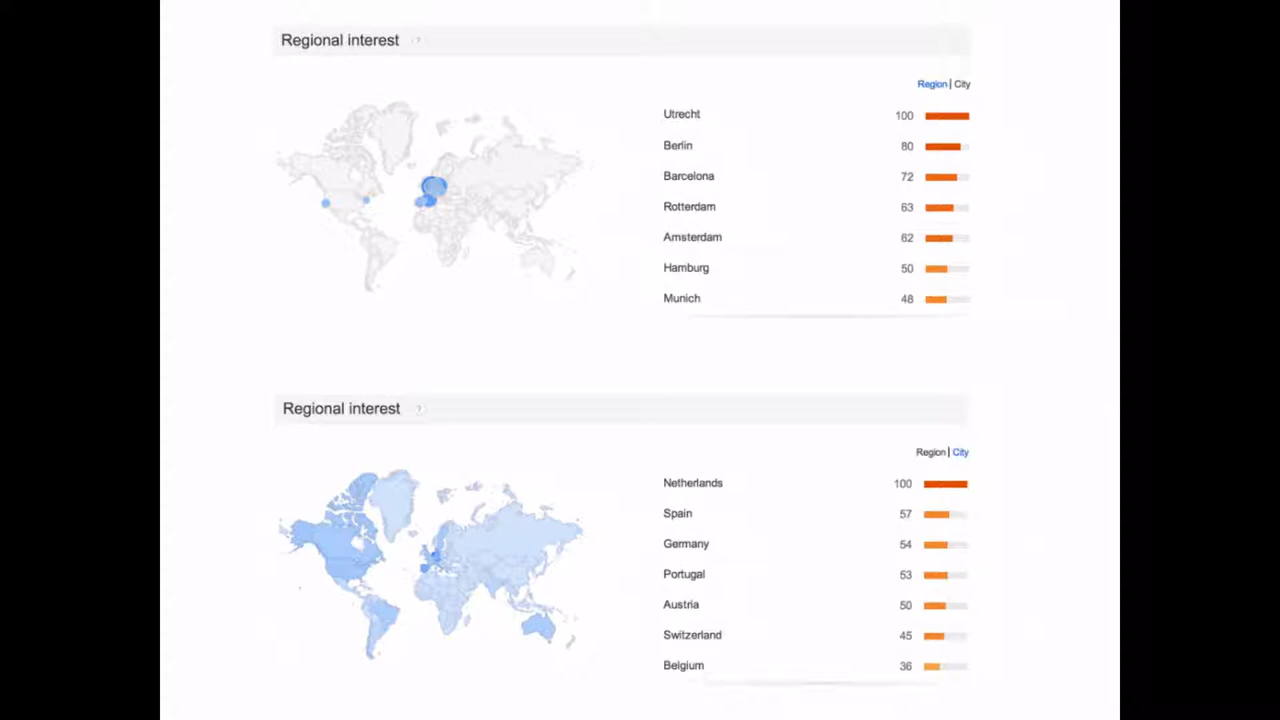 Regional interest ?
Region | City
Utrecht 100
Berlin 80
Barcelona 72
Rotterdam 63
Amsterdam 62
Hamburg 50
Munich 48
Regional interest ?
Region | City
Netherlands 100
Spain 57
Germany 54
Portugal 53
Austria 50
Switzerland 45
Belgium 36